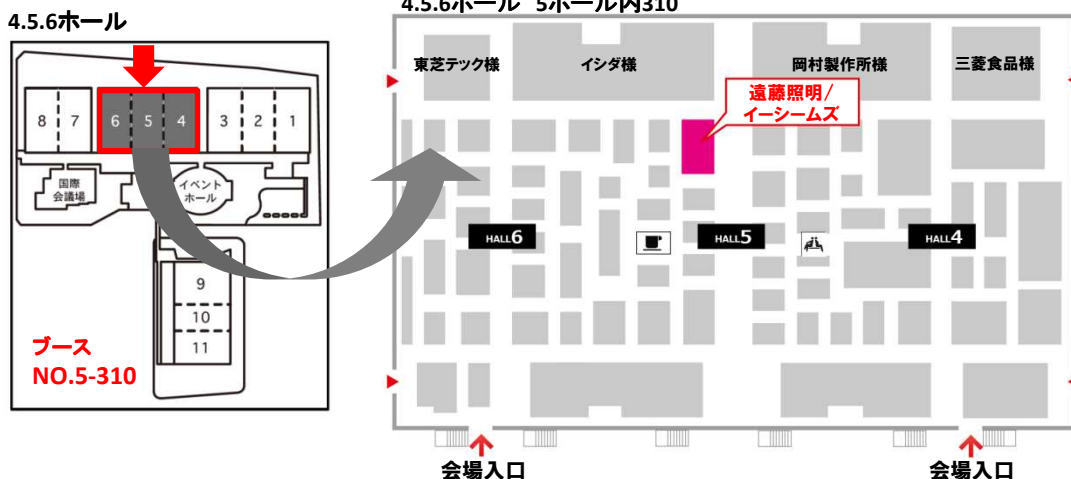 4.5.6ホール
8
7
6
5
4
3
2
1
国際
会議場
イベント
ホール
9
10
11
ブース
NO.5-310
4.5.6ホール 5ホール内310
東芝テック様
イシダ様
岡村製作所様
三菱食品様
遠藤照明/
イーシームズ
HALL6
HALL5
HALL4
会場入口
会場入口